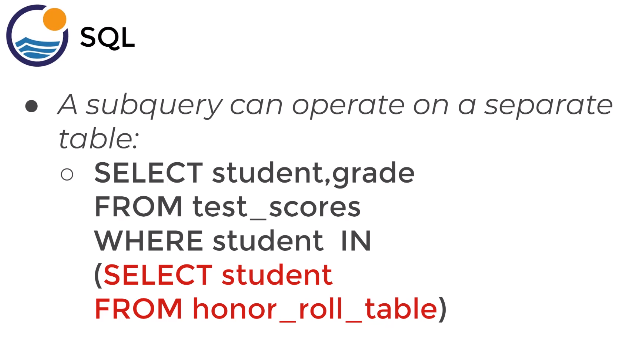 SQL
● A subquery can operate on a separate
table:
○ SELECT student,grade
FROM test_scores
WHERE student IN
(SELECT student
FROM honor_roll_table)